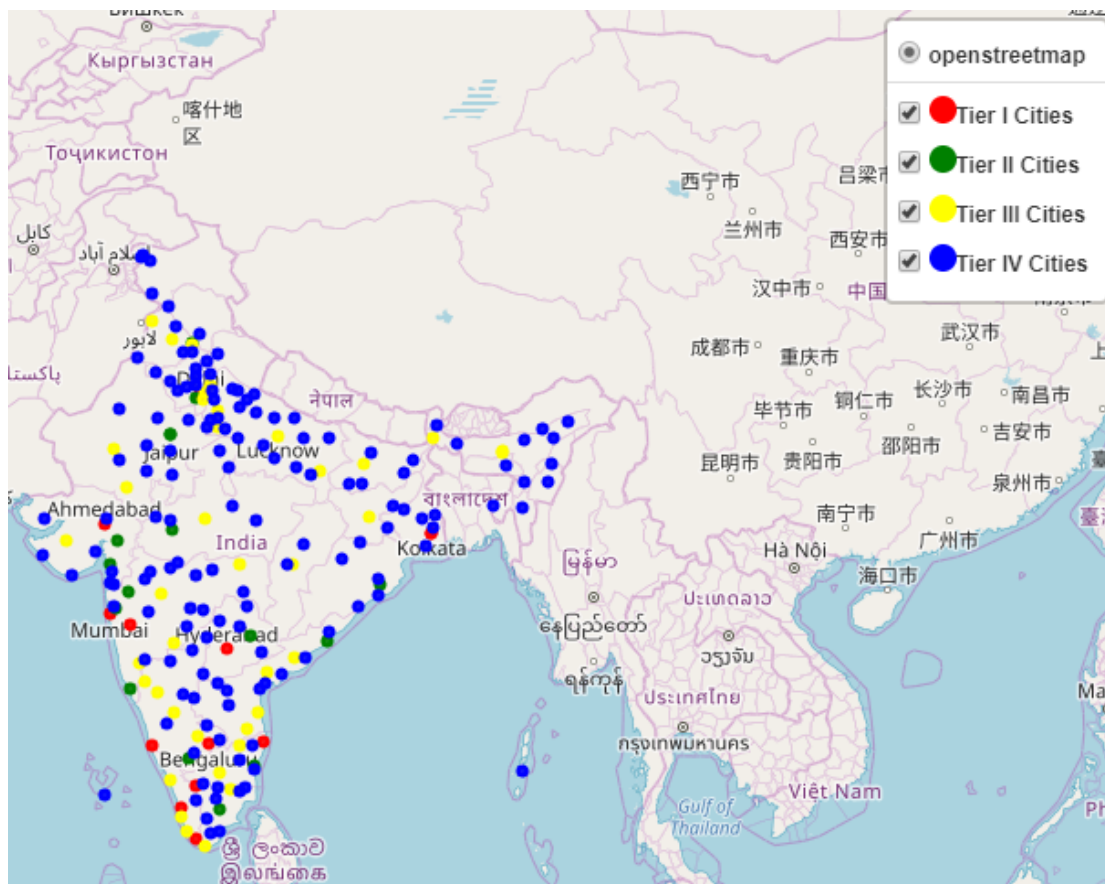 Бишкек
Кыргызстан
喀什地
区
Тоҷикистон
openstreetmap
Tier I Cities
Tier II Cities
Tier III Cities
Tier IV Cities
西宁市
兰州市
西安市
汉中市
کابل
اسلام آباد
لاہور
武汉市
成都市
重庆市
长沙市
南昌市
毕节市
铜仁市
邵阳市
吉安市
昆明市
贵阳市
泉州市
南宁市
广州市
नेपाल
Jaipur
Lucknow
বাংলাদেশ
Ahmedabad
India
Kolkata
မြန်မာ
Hà Nội
海口市
ປະເທດລາວ
နေပြည်တော်
Mumbai
Hyderabad
ວຽງຈັນ
ရန်ကုန်
ประเทศไทย
กรุงเทพมหานคร
Bengaluru
Việt Nam
Gulf of
Thailand
ශ්‍රී ලංකාව
இலங்கை